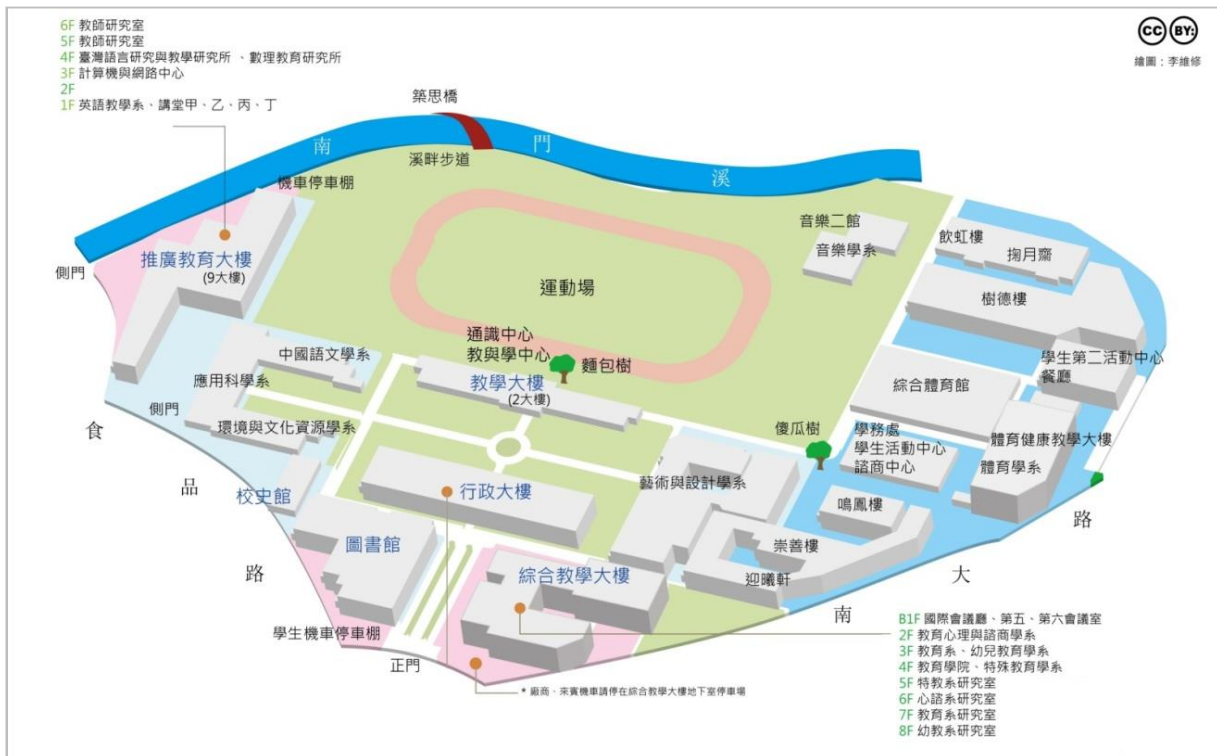 6F 教師研究室
5F 教師研究室
4F 臺灣語言研究與教學研究所 、數理教育研究所
3F 計算機與網路中心
2F
1F 英語教學系、講堂甲、乙、丙、丁
CC BY:
繪圖：李維修
築思橋
南門溪
溪畔步道
機車停車棚
側門
推廣教育大樓
(9大樓)
音樂二館
音樂學系
飲虹樓
掬月齋
樹德樓
運動場
通識中心
教與學中心
麵包樹
教學大樓
(2大樓)
中國語文學系
應用科學系
側門
環境與文化資源學系
學生第二活動中心
餐廳
綜合體育館
傻瓜樹
學務處
學生活動中心
諮商中心
體育健康教學大樓
體育學系
食品路
校史館
行政大樓
藝術與設計學系
鳴鳳樓
崇善樓
迎曦軒
圖書館
綜合教學大樓
南大路
學生機車停車棚
正門
* 廠商、來賓機車請停在綜合教學大樓地下室停車場
B1F 國際會議廳、第五、第六會議室
2F 教育心理與諮商學系
3F 教育系、幼兒教育學系
4F 教育學院、特殊教育學系
5F 特教系研究室
6F 心諮系研究室
7F 教育系研究室
8F 幼教系研究室